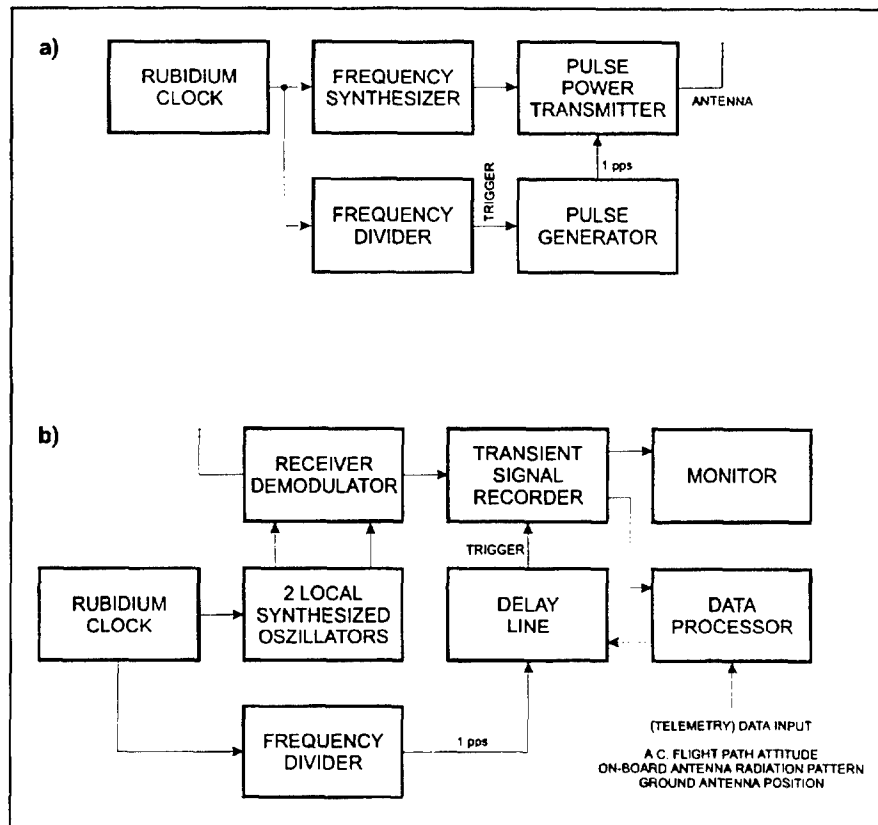 a)
RUBIDIUM
CLOCK
FREQUENCY
SYNTHESIZER
PULSE
POWER
TRANSMITTER
ANTENNA
1 pps
TRIGGER
FREQUENCY
DIVIDER
PULSE
GENERATOR
b)
RECEIVER
DEMODULATOR
TRANSIENT
SIGNAL
RECORDER
MONITOR
TRIGGER
RUBIDIUM
CLOCK
2 LOCAL
SYNTHESIZED
OSZILLATORS
DELAY
LINE
DATA
PROCESSOR
FREQUENCY
DIVIDER
1 pps
(TELEMETRY) DATA INPUT
A.C. FLIGHT PATH ATTITUDE
ON-BOARD ANTENNA RADIATION PATTERN
GROUND ANTENNA POSITION